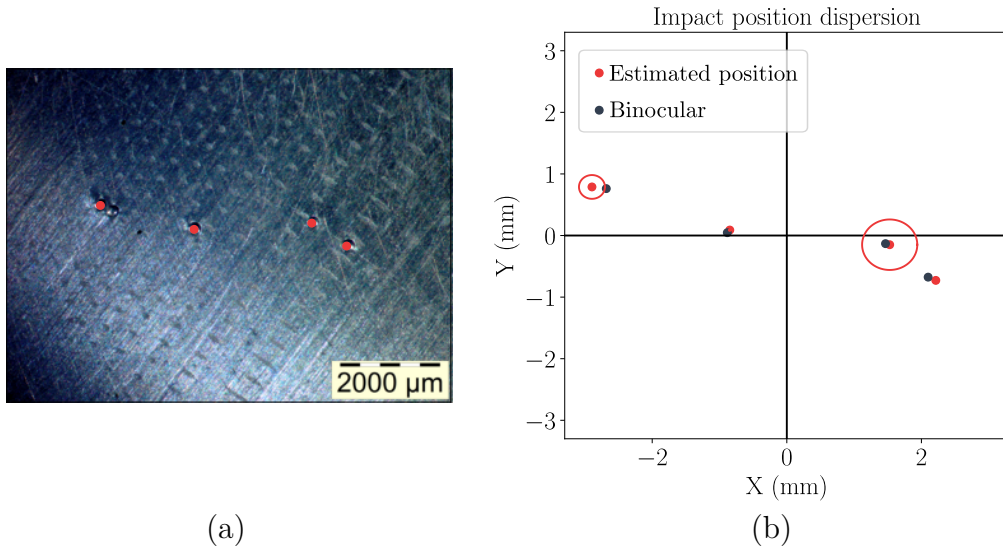 2000 µm
(a)
Impact position dispersion
Estimated position
Binocular
3
2
1
0
−1
−2
−3
Y (mm)
−2
0
2
X (mm)
(b)